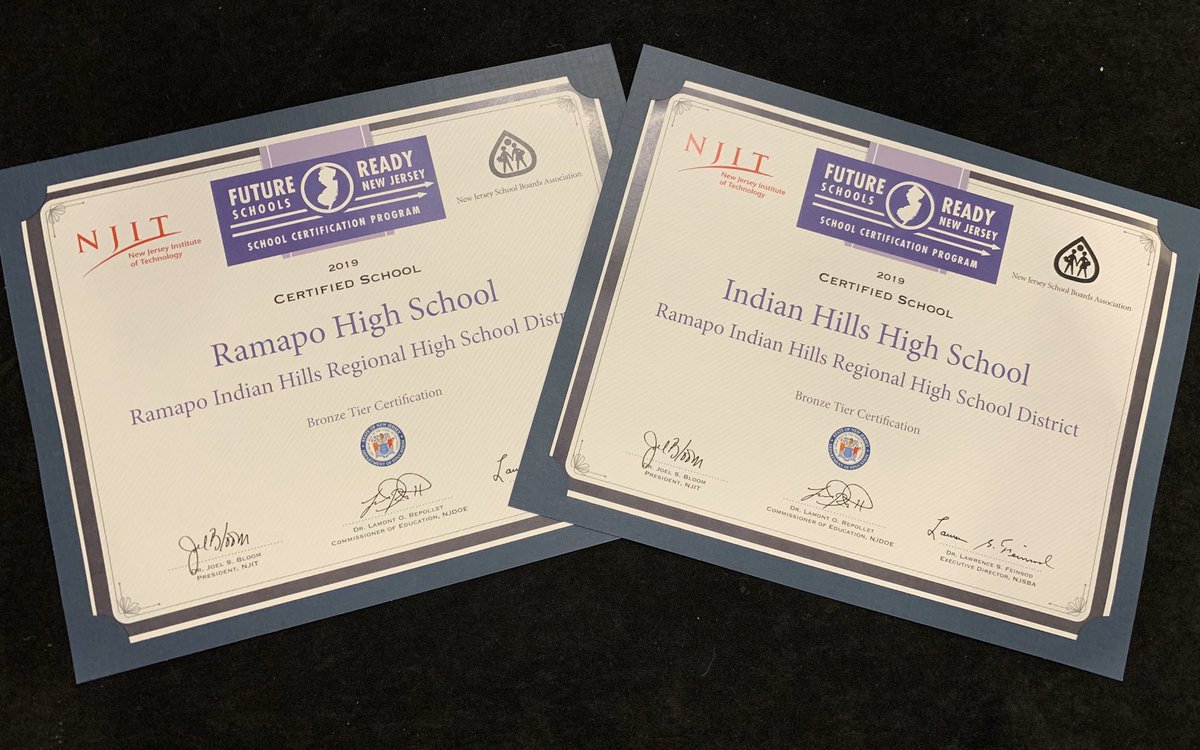 NJIT
New Jersey Institute
of Technology
FUTURE READY
SCHOOLS NEW JERSEY
SCHOOL CERTIFICATION PROGRAM
New Jersey School Boards Association
2019
CERTIFIED SCHOOL
Ramapo High School
Ramapo Indian Hills Regional High School Distri
Bronze Tier Certification
DR. JOEL S. BLOOM
PRESIDENT, NJIT
DR. LAMONT O. REPOLLET
COMMISSIONER OF EDUCATION, NJDOE
NJIT
New Jersey Institute
of Technology
FUTURE READY
SCHOOLS NEW JERSEY
SCHOOL CERTIFICATION PROGRAM
New Jersey School Boards Association
2019
CERTIFIED SCHOOL
Indian Hills High School
Ramapo Indian Hills Regional High School District
Bronze Tier Certification
DR. JOEL S. BLOOM
PRESIDENT, NJIT
DR. LAMONT O. REPOLLET
COMMISSIONER OF EDUCATION, NJDOE
DR. LAWRENCE S. FEINSOD
EXECUTIVE DIRECTOR, NJSBA